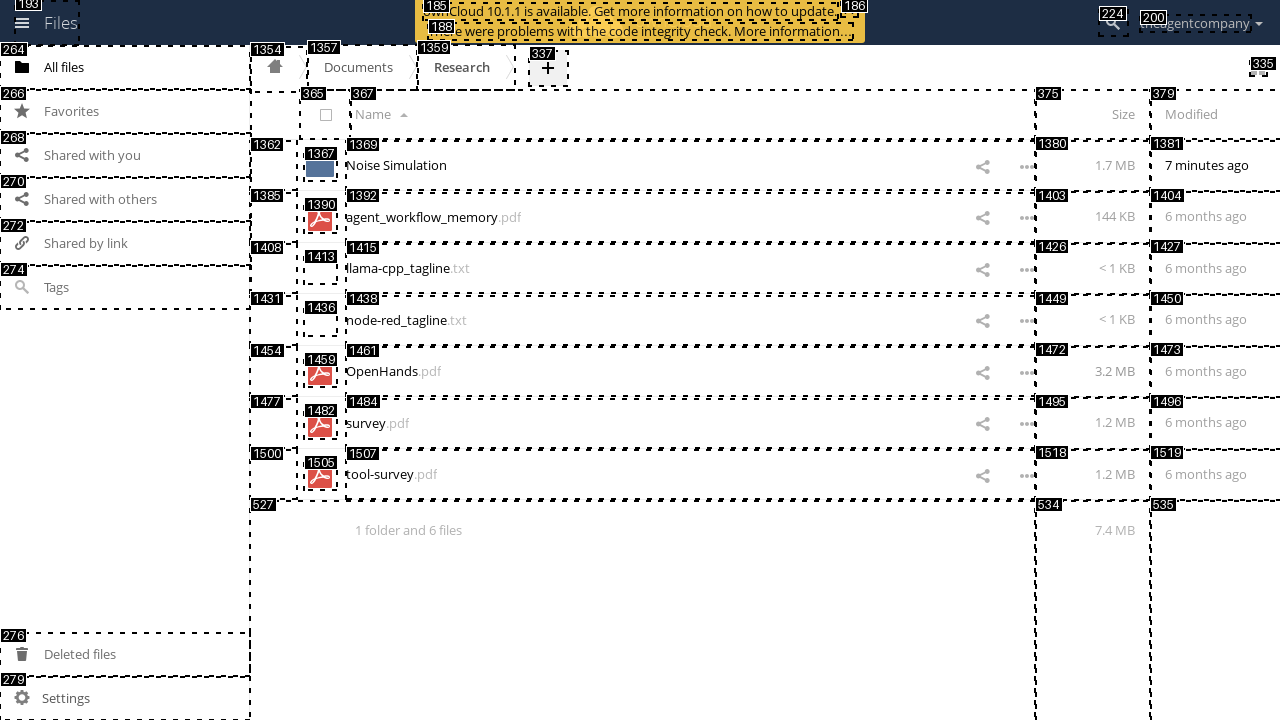 193
Files
185
ownCloud 10.1.1 is available. Get more information on how to update.
186
188
There were problems with the code integrity check. More information…
224
200
theagentcompany
264
All files
266
Favorites
268
Shared with you
270
Shared with others
272
Shared by link
274
Tags
276
Deleted files
279
Settings
1354
1357
Documents
1359
Research
337
335
365
367
Name
375
Size
379
Modified
1362
1367
1369
Noise Simulation
1380
1.7 MB
1381
7 minutes ago
1385
1390
1392
agent_workflow_memory.pdf
1403
144 KB
1404
6 months ago
1408
1413
1415
llama-cpp_tagline.txt
1426
< 1 KB
1427
6 months ago
1431
1436
1438
node-red_tagline.txt
1449
< 1 KB
1450
6 months ago
1454
1459
1461
OpenHands.pdf
1472
3.2 MB
1473
6 months ago
1477
1482
1484
survey.pdf
1495
1.2 MB
1496
6 months ago
1500
1505
1507
tool-survey.pdf
1518
1.2 MB
1519
6 months ago
527
1 folder and 6 files
534
7.4 MB
535